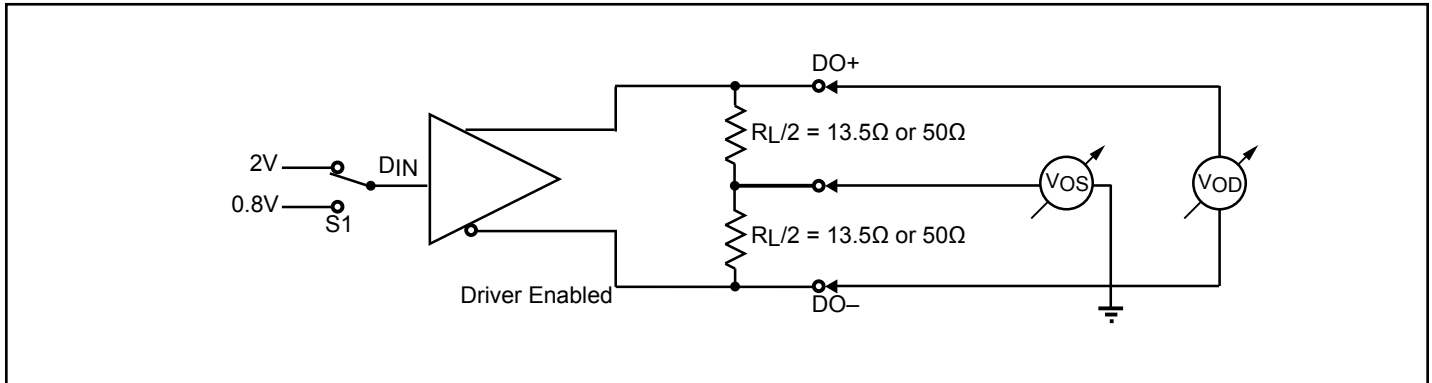 DO+
RL/2 = 13.5Ω or 50Ω
2V
DIN
VOS
VOD
0.8V
S1
RL/2 = 13.5Ω or 50Ω
Driver Enabled
DO–